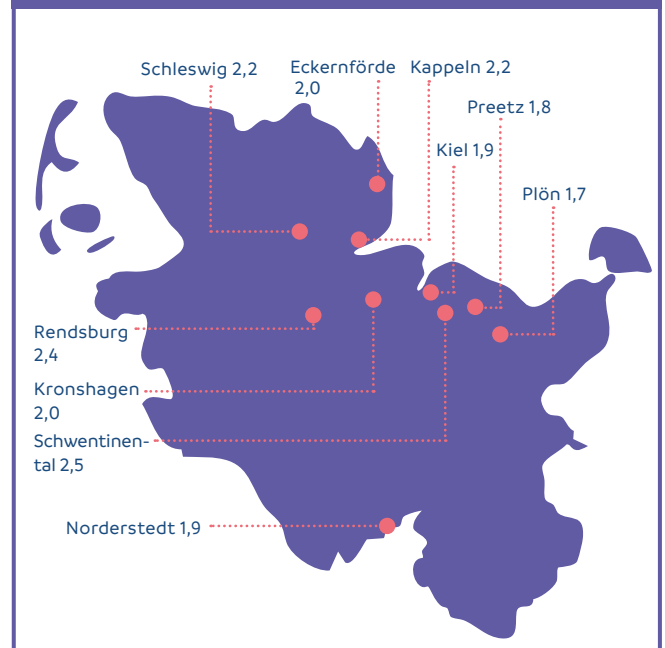 Schleswig 2,2
Eckernförde
2,0
Kappeln 2,2
Preetz 1,8
Kiel 1,9
Plön 1,7
Rendsburg
2,4
Kronshagen
2,0
Schwentinen-
tal 2,5
Norderstedt 1,9